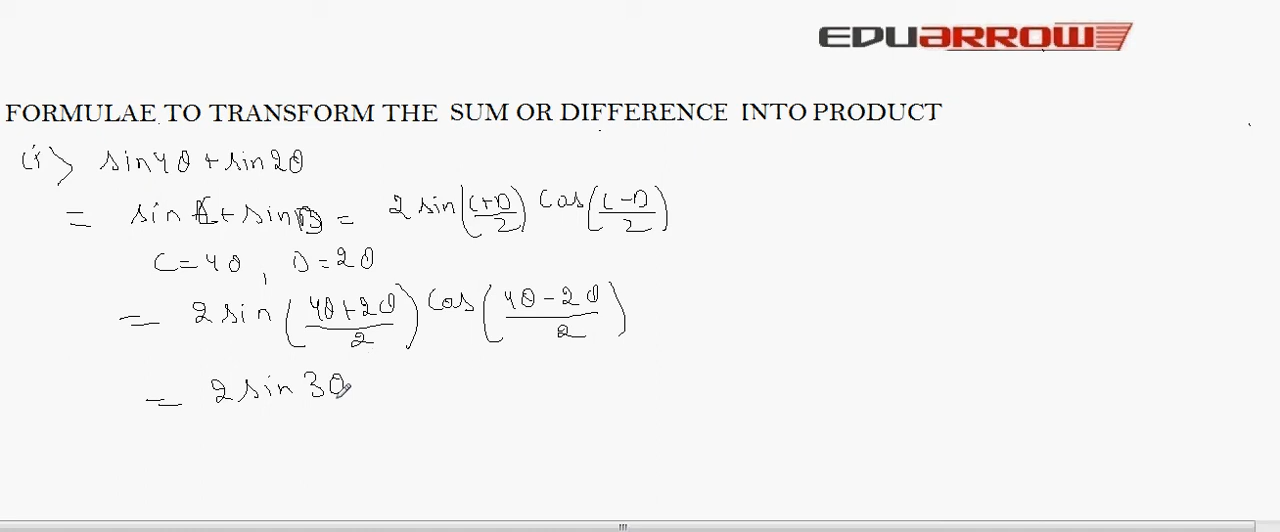 EDUARROW
FORMULAE TO TRANSFORM THE SUM OR DIFFERENCE INTO PRODUCT
(i) sin4θ + sin2θ
= sin C + sin D = 2 sin((C+D)/2) cos((C-D)/2)
C=4θ , D=2θ
= 2 sin((4θ+2θ)/2) cos((4θ-2θ)/2)
= 2 sin 3θ